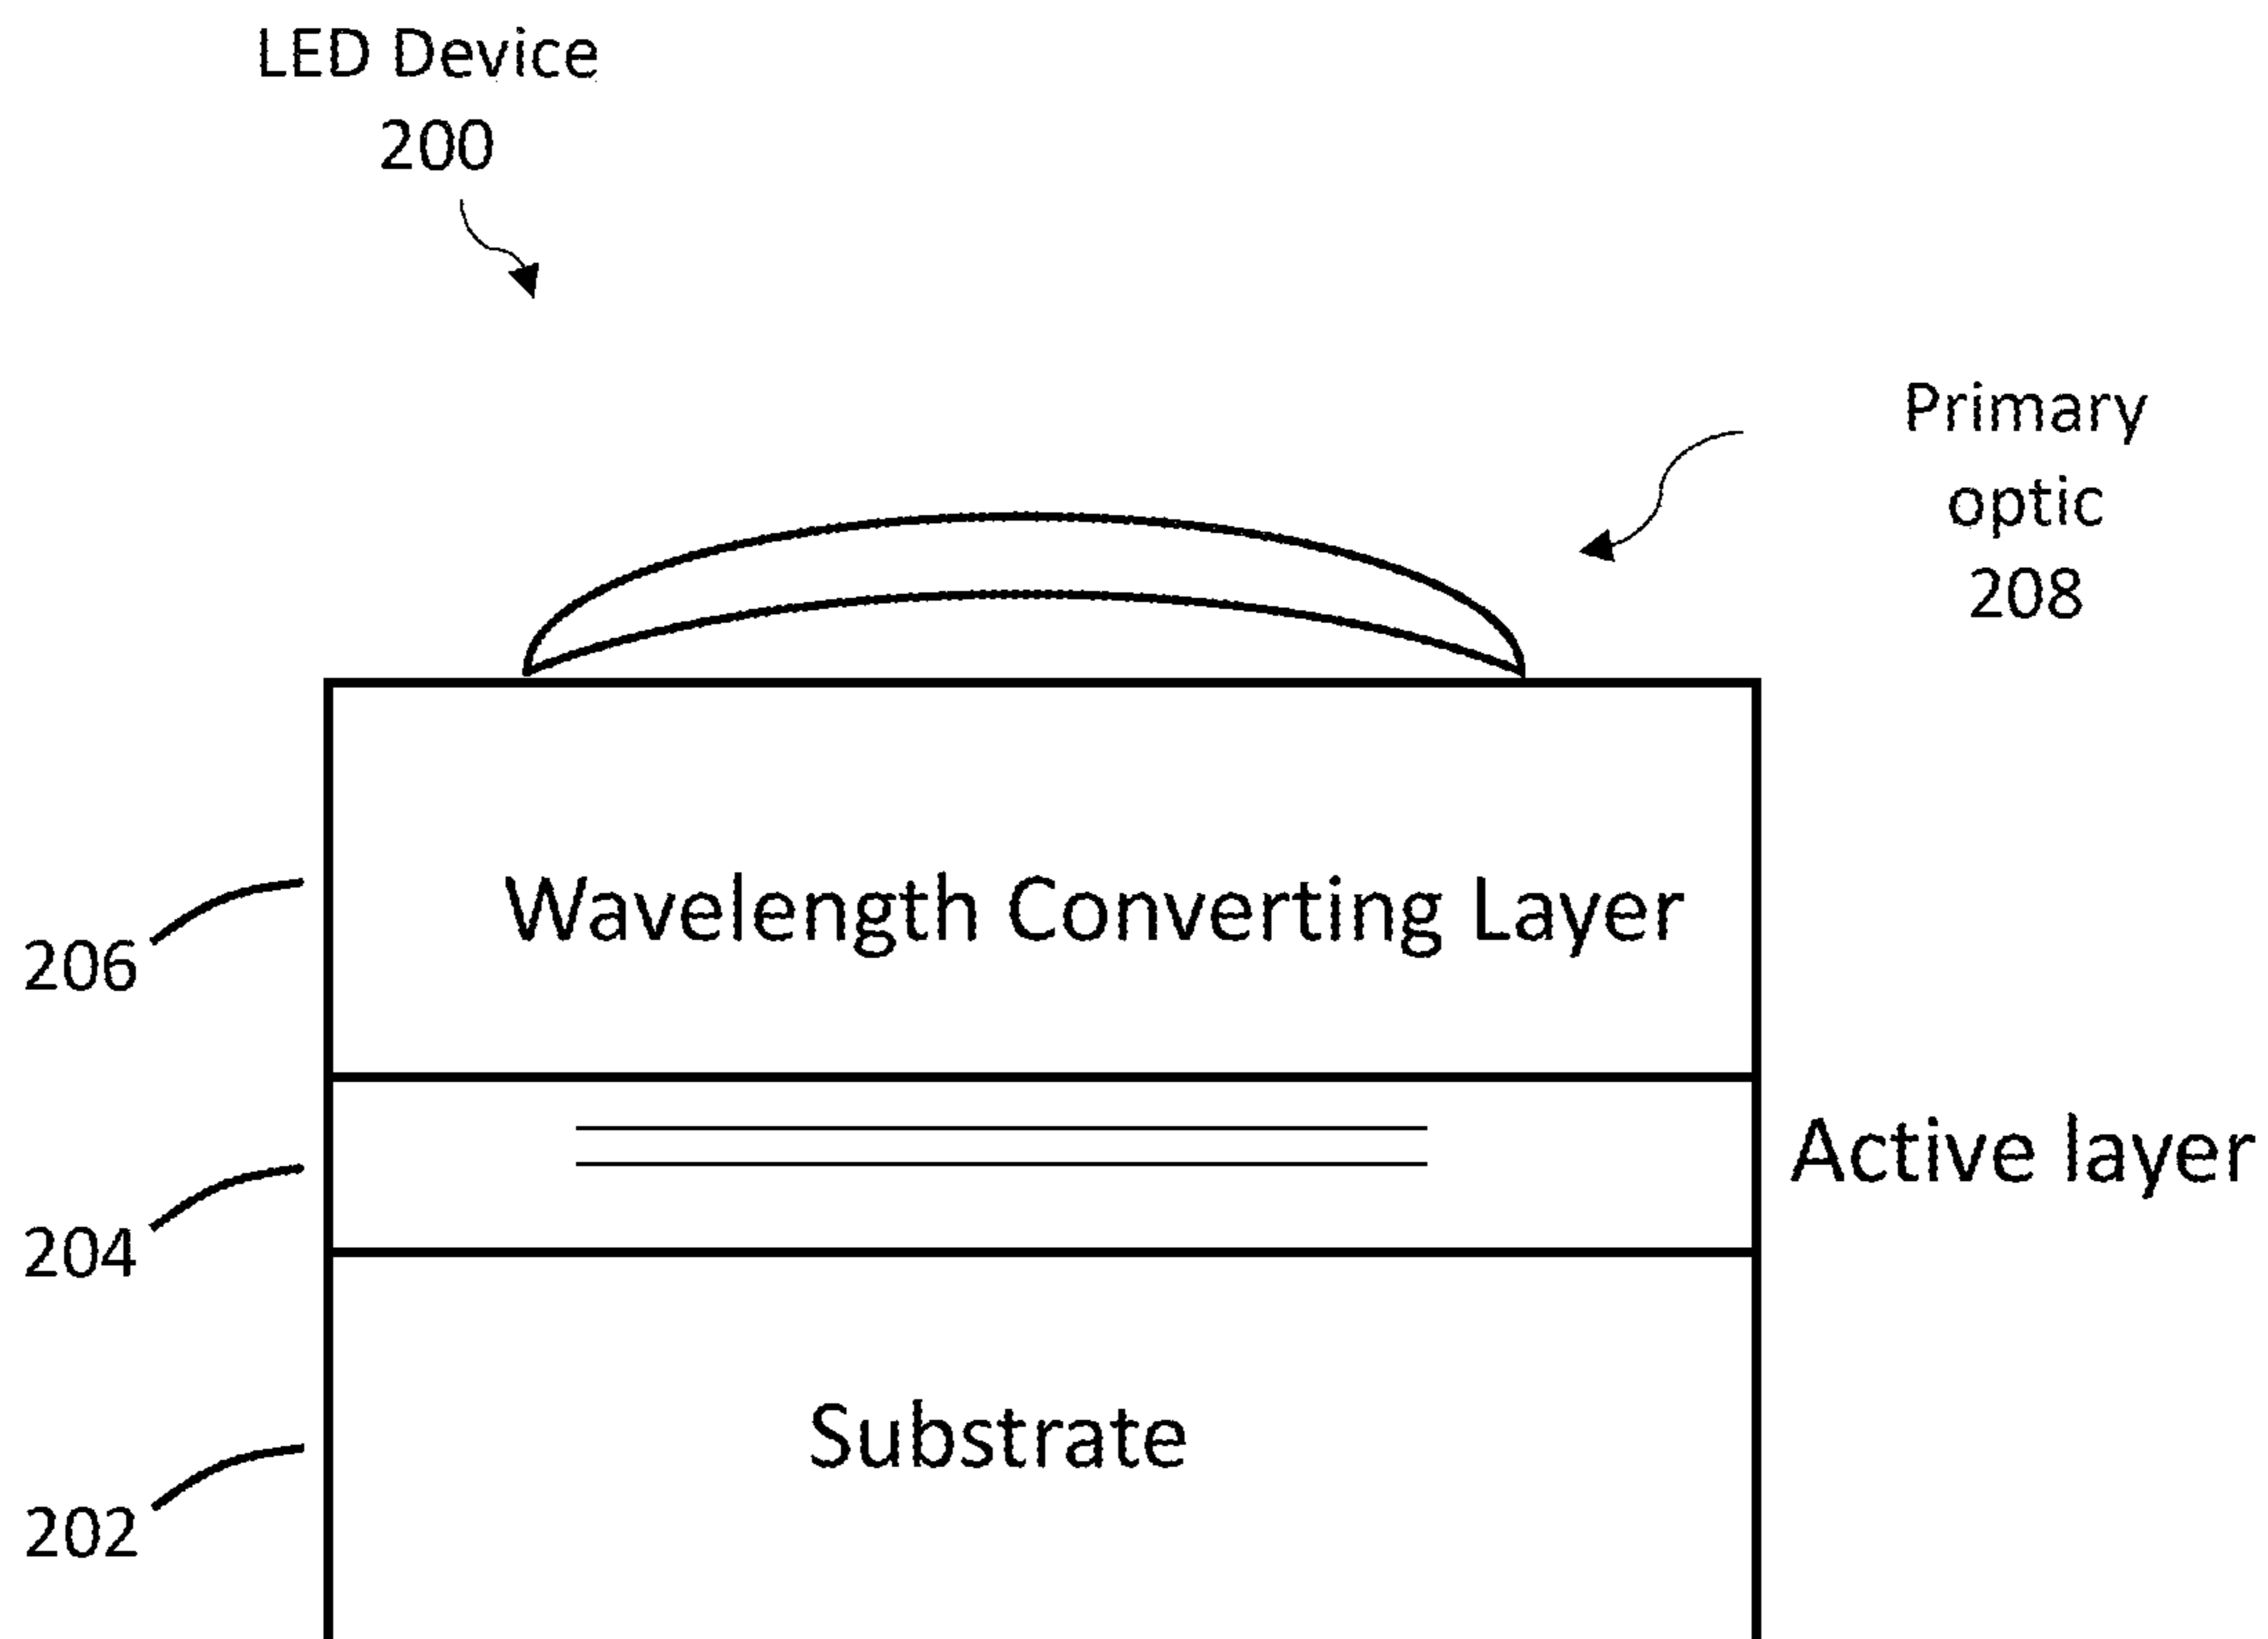 LED Device
200
Primary
optic
208
Wavelength Converting Layer
206
Active layer
204
Substrate
202